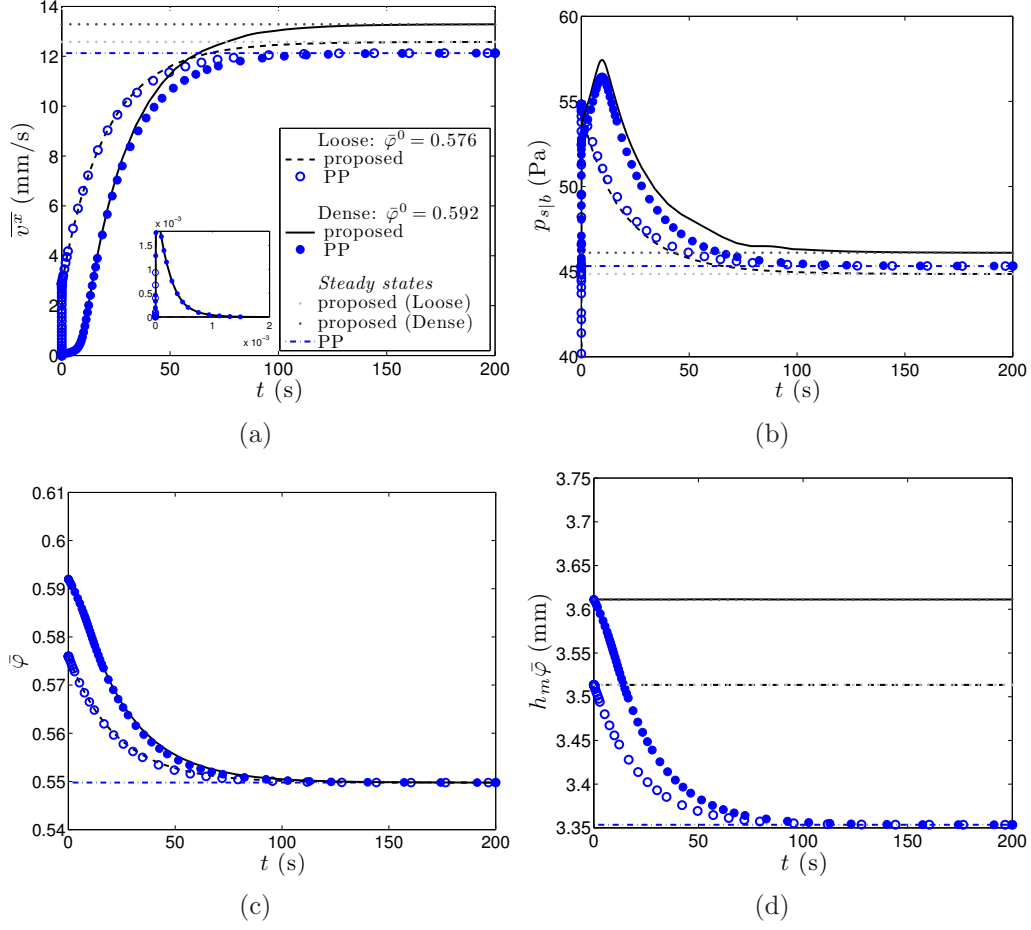 14
12
10
8
6
4
2
0
v^x (mm/s)
Loose: φ̄⁰ = 0.576
proposed
PP
Dense: φ̄⁰ = 0.592
proposed
PP
Steady states
proposed (Loose)
proposed (Dense)
PP
x 10⁻³
1.5
1
0.5
0
0 1 2
x 10⁻³
0 50 100 150 200
t (s)
(a)
60
55
50
45
40
p_{s|b} (Pa)
0 50 100 150 200
t (s)
(b)
0.61
0.6
0.59
0.58
0.57
0.56
0.55
0.54
φ̄
0 50 100 150 200
t (s)
(c)
3.75
3.7
3.65
3.6
3.55
3.5
3.45
3.4
3.35
h_m φ̄ (mm)
0 50 100 150 200
t (s)
(d)